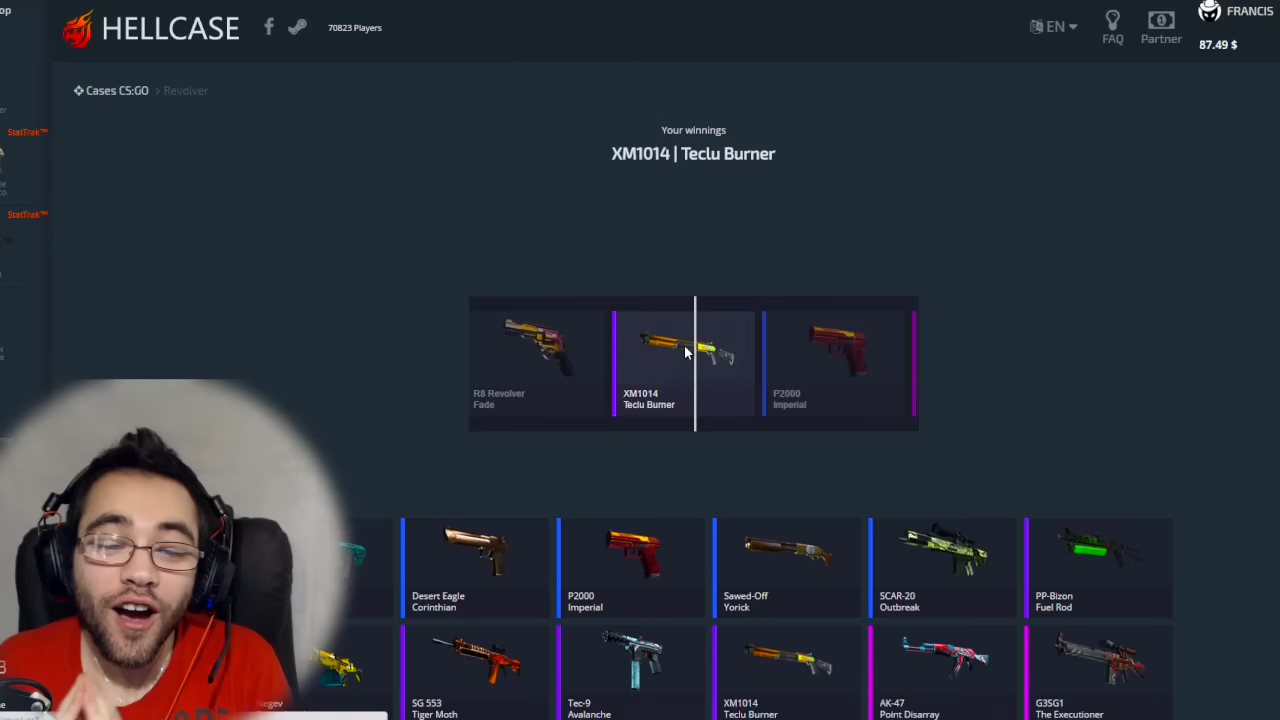 op
HELLCASE
70823 Players
EN
FAQ
Partner
FRANCIS
87.49 $
Cases CS:GO > Revolver
StatTrak™
StatTrak™
Your winnings
XM1014 | Teclu Burner
R8 Revolver
Fade
XM1014
Teclu Burner
P2000
Imperial
Desert Eagle
Corinthian
P2000
Imperial
Sawed-Off
Yorick
SCAR-20
Outbreak
PP-Bizon
Fuel Rod
Negev
SG 553
Tiger Moth
Tec-9
Avalanche
XM1014
Teclu Burner
AK-47
Point Disarray
G3SG1
The Executioner